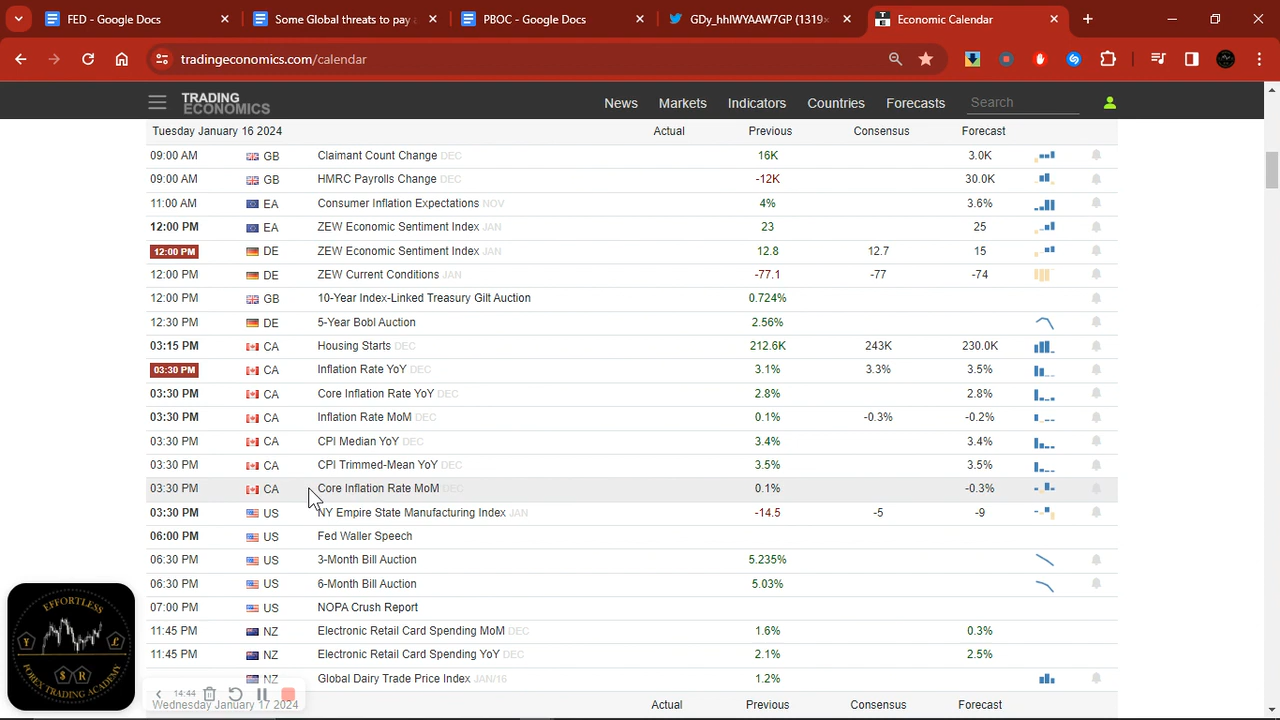 FED - Google Docs
Some Global threats to pay a
PBOC - Google Docs
Economic Calendar
tradingeconomics.com/calendar
TRADING ECONOMICS News Markets Indicators Countries Forecasts Search
Tuesday January 16 2024 Actual Previous Consensus Forecast
09:00 AM GB Claimant Count Change DEC 16K 3.0K
09:00 AM GB HMRC Payrolls Change DEC -12K 30.0K
11:00 AM EA Consumer Inflation Expectations NOV 4% 3.6%
12:00 PM EA ZEW Economic Sentiment Index JAN 23 25
12:00 PM DE ZEW Economic Sentiment Index JAN 12.8 12.7 15
12:00 PM DE ZEW Current Conditions JAN -77.1 -77 -74
12:00 PM GB 10-Year Index-Linked Treasury Gilt Auction 0.724%
12:30 PM DE 5-Year Bobl Auction 2.56%
03:15 PM CA Housing Starts DEC 212.6K 243K 230.0K
03:30 PM CA Inflation Rate YoY DEC 3.1% 3.3% 3.5%
03:30 PM CA Core Inflation Rate YoY DEC 2.8% 2.8%
03:30 PM CA Inflation Rate MoM DEC 0.1% -0.3% -0.2%
03:30 PM CA CPI Median YoY DEC 3.4% 3.4%
03:30 PM CA CPI Trimmed-Mean YoY DEC 3.5% 3.5%
03:30 PM CA Core Inflation Rate MoM DEC 0.1% -0.3%
03:30 PM US NY Empire State Manufacturing Index JAN -14.5 -5 -9
06:00 PM US Fed Waller Speech
06:30 PM US 3-Month Bill Auction 5.235%
06:30 PM US 6-Month Bill Auction 5.03%
07:00 PM US NOPA Crush Report
11:45 PM NZ Electronic Retail Card Spending MoM DEC 1.6% 0.3%
11:45 PM NZ Electronic Retail Card Spending YoY DEC 2.1% 2.5%
NZ Global Dairy Trade Price Index JAN/16 1.2%
14:44
Wednesday January 17 2024 Actual Previous Consensus Forecast
EFFORTLESS
¥ £
$ R
FOREX TRADING ACADEMY